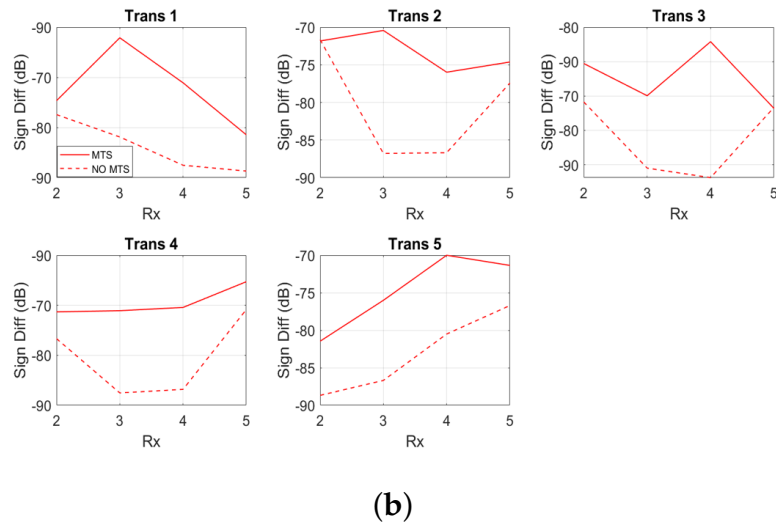 Trans 1
-90
-70
-80
-90
Sign Diff (dB)
MTS
NO MTS
2 3 4 5
Rx
Trans 2
-70
-75
-80
-85
-90
Sign Diff (dB)
2 3 4 5
Rx
Trans 3
-80
-90
-70
-80
-90
Sign Diff (dB)
2 3 4 5
Rx
Trans 4
-90
-70
-80
-90
Sign Diff (dB)
2 3 4 5
Rx
Trans 5
-70
-75
-80
-85
-90
Sign Diff (dB)
2 3 4 5
Rx
(b)